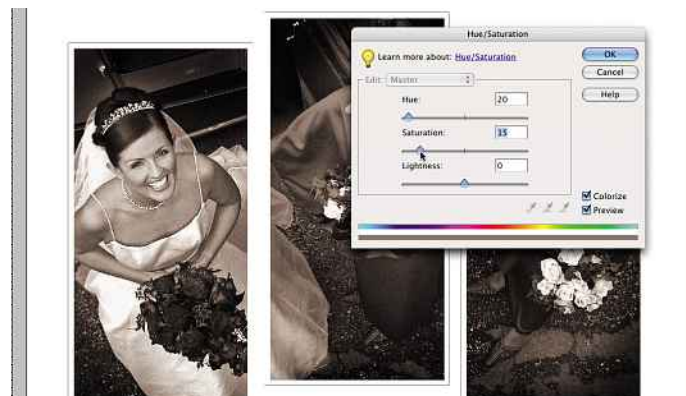 Hue/Saturation
Learn more about: Hue/Saturation
OK
Cancel
Help
Edit: Master
Hue: 20
Saturation: 15
Lightness: 0
Colorize
Preview